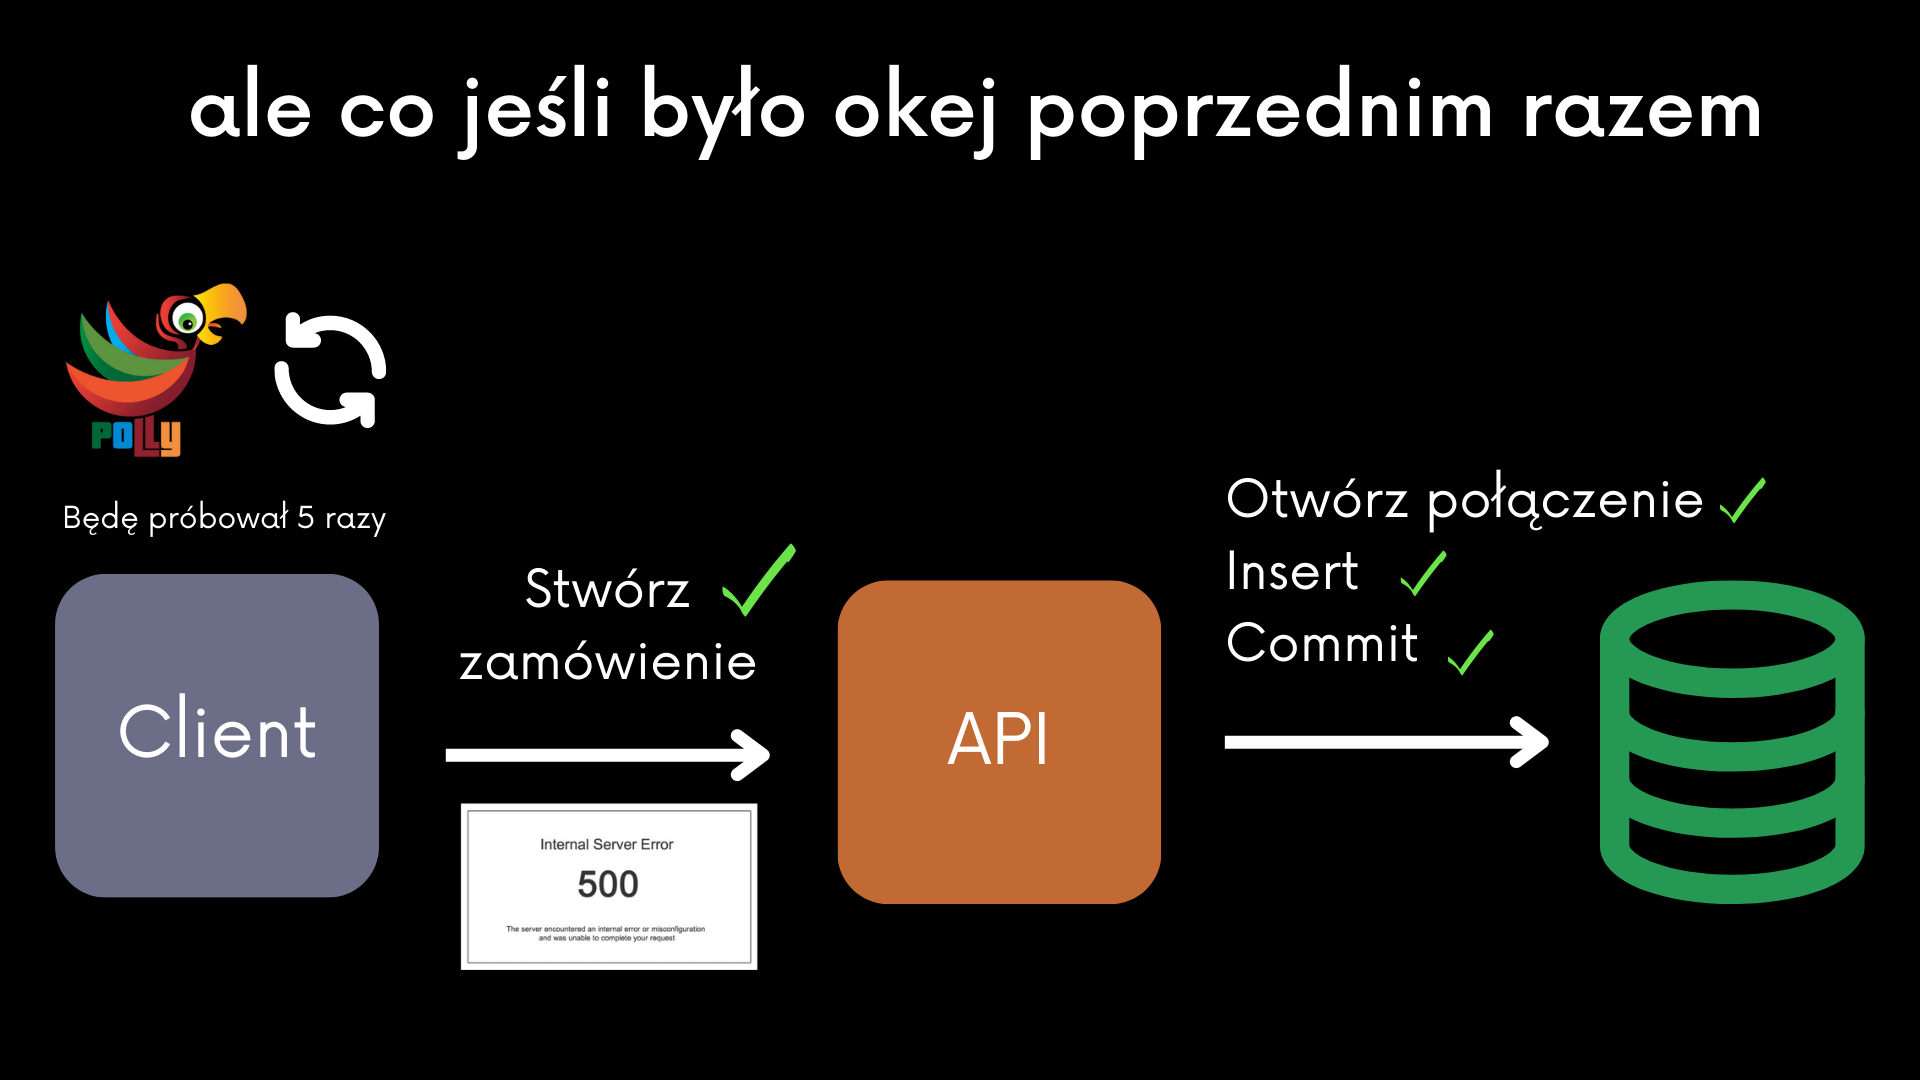 ale co jeśli było okej poprzednim razem
POLLY
Będę próbował 5 razy
Client
Stwórz
zamówienie
Internal Server Error
500
The server encountered an internal error or misconfiguration
and was unable to complete your request
API
Otwórz połączenie
Insert
Commit